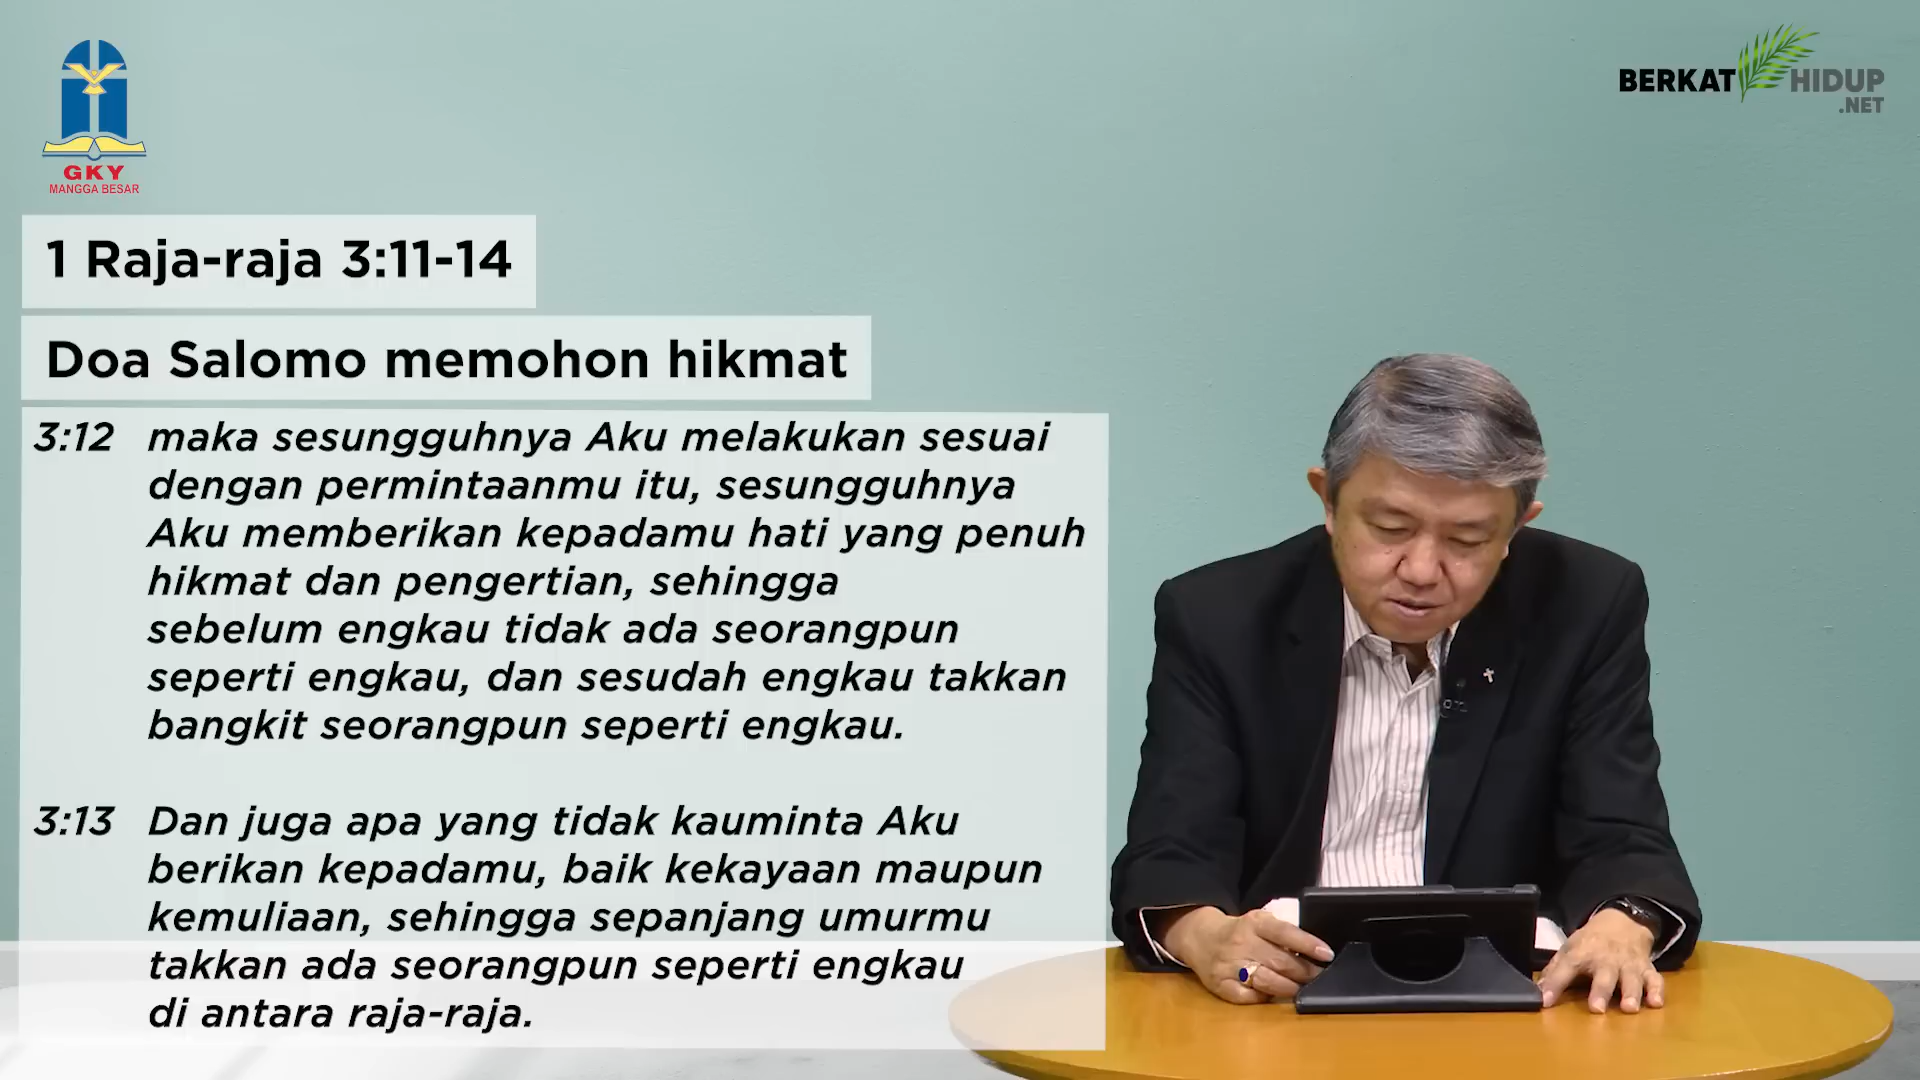 GKY
MANGGA BESAR
BERKAT HIDUP
.NET
1 Raja-raja 3:11-14
Doa Salomo memohon hikmat
3:12 maka sesungguhnya Aku melakukan sesuai
dengan permintaanmu itu, sesungguhnya
Aku memberikan kepadamu hati yang penuh
hikmat dan pengertian, sehingga
sebelum engkau tidak ada seorangpun
seperti engkau, dan sesudah engkau takkan
bangkit seorangpun seperti engkau.
3:13 Dan juga apa yang tidak kauminta Aku
berikan kepadamu, baik kekayaan maupun
kemuliaan, sehingga sepanjang umurmu
takkan ada seorangpun seperti engkau
di antara raja-raja.